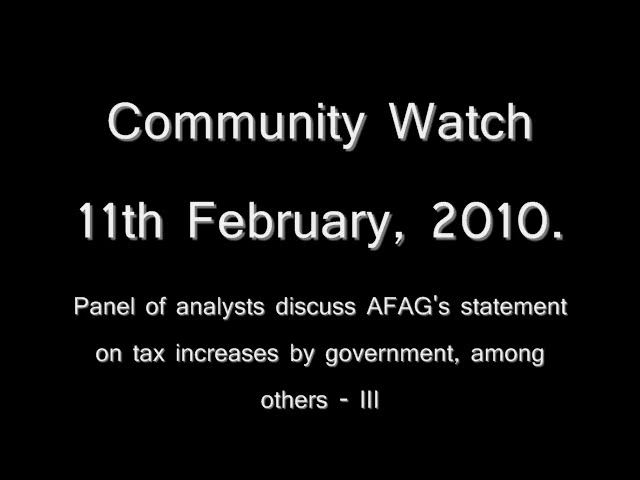 Community Watch
11th February, 2010.
Panel of analysts discuss AFAG's statement
on tax increases by government, among
others - III